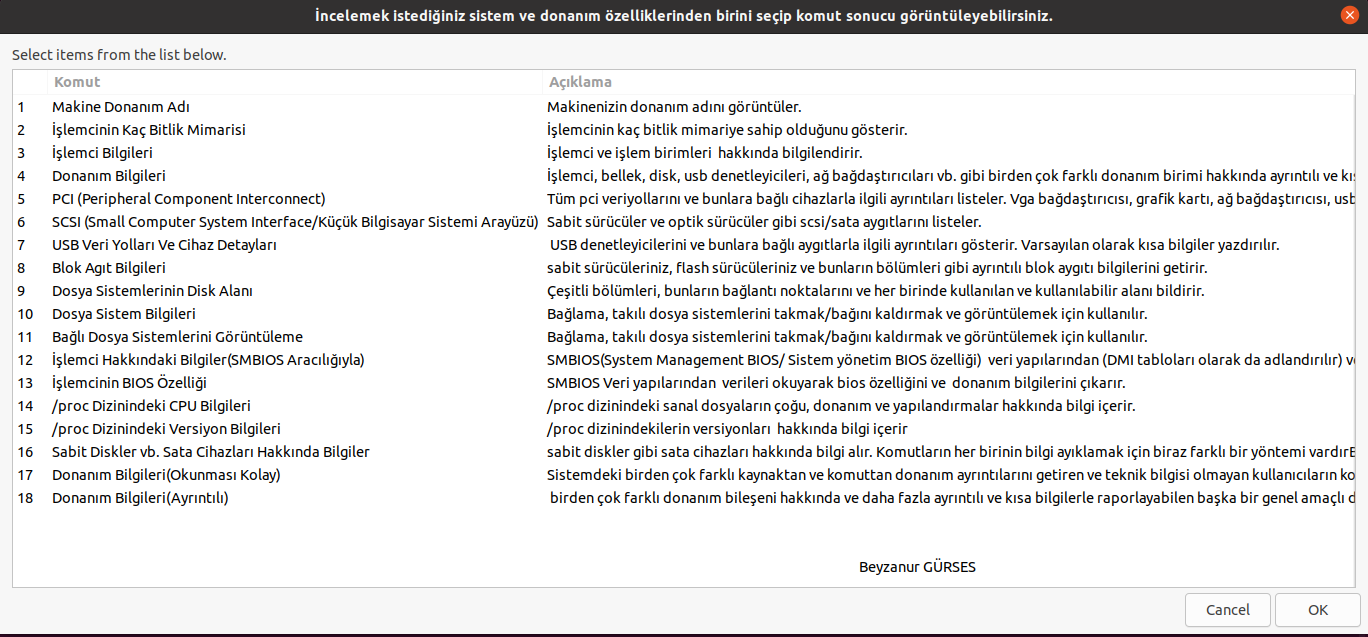 İncelemek istediğiniz sistem ve donanım özelliklerinden birini seçip komut sonucu görüntüleyebilirsiniz.
Select items from the list below.
Komut Açıklama
1 Makine Donanım Adı Makinenizin donanım adını görüntüler.
2 İşlemcinin Kaç Bitlik Mimarisi İşlemcinin kaç bitlik mimariye sahip olduğunu gösterir.
3 İşlemci Bilgileri İşlemci ve işlem birimleri hakkında bilgilendirir.
4 Donanım Bilgileri İşlemci, bellek, disk, usb denetleyicileri, ağ bağdaştırıcıları vb. gibi birden çok farklı donanım birimi hakkında ayrıntılı ve kı
5 PCI (Peripheral Component Interconnect) Tüm pci veriyollarını ve bunlara bağlı cihazlarla ilgili ayrıntıları listeler. Vga bağdaştırıcısı, grafik kartı, ağ bağdaştırıcısı, usb
6 SCSI (Small Computer System Interface/Küçük Bilgisayar Sistemi Arayüzü) Sabit sürücüler ve optik sürücüler gibi scsi/sata aygıtlarını listeler.
7 USB Veri Yolları Ve Cihaz Detayları USB denetleyicilerini ve bunlara bağlı aygıtlarla ilgili ayrıntıları gösterir. Varsayılan olarak kısa bilgiler yazdırılır.
8 Blok Agıt Bilgileri sabit sürücüleriniz, flash sürücüleriniz ve bunların bölümleri gibi ayrıntılı blok aygıtı bilgilerini getirir.
9 Dosya Sistemlerinin Disk Alanı Çeşitli bölümleri, bunların bağlantı noktalarını ve her birinde kullanılan ve kullanılabilir alanı bildirir.
10 Dosya Sistem Bilgileri Bağlama, takılı dosya sistemlerini takmak/bağını kaldırmak ve görüntülemek için kullanılır.
11 Bağlı Dosya Sistemlerini Görüntüleme Bağlama, takılı dosya sistemlerini takmak/bağını kaldırmak ve görüntülemek için kullanılır.
12 İşlemci Hakkındaki Bilgiler(SMBIOS Aracılığıyla) SMBIOS(System Management BIOS/ Sistem yönetim BIOS özelliği) veri yapılarından (DMI tabloları olarak da adlandırılır) v
13 İşlemcinin BIOS Özelliği SMBIOS Veri yapılarından verileri okuyarak bios özelliğini ve donanım bilgilerini çıkarır.
14 /proc Dizinindeki CPU Bilgileri /proc dizinindeki sanal dosyaların çoğu, donanım ve yapılandırmalar hakkında bilgi içerir.
15 /proc Dizinindeki Versiyon Bilgileri /proc dizinindekilerin versiyonları hakkında bilgi içerir
16 Sabit Diskler vb. Sata Cihazları Hakkında Bilgiler sabit diskler gibi sata cihazları hakkında bilgi alır. Komutların her birinin bilgi ayıklamak için biraz farklı bir yöntemi vardırB
17 Donanım Bilgileri(Okunması Kolay) Sistemdeki birden çok farklı kaynaktan ve komuttan donanım ayrıntılarını getiren ve teknik bilgisi olmayan kullanıcıların ko
18 Donanım Bilgileri(Ayrıntılı) birden çok farklı donanım bileşeni hakkında ve daha fazla ayrıntılı ve kısa bilgilerle raporlayabilen başka bir genel amaçlı d
Beyzanur GÜRSES
Cancel OK